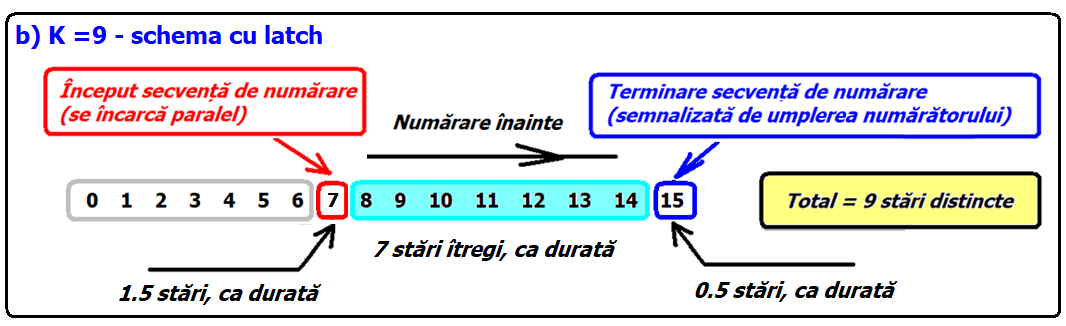 b) K =9 - schema cu latch
Început secvență de numărare
(se încarcă paralel)
Numărare înainte
Terminare secvență de numărare
(semnalizată de umplerea numărătorului)
0 1 2 3 4 5 6 7 8 9 10 11 12 13 14 15
Total = 9 stări distincte
7 stări îtregi, ca durată
1.5 stări, ca durată
0.5 stări, ca durată